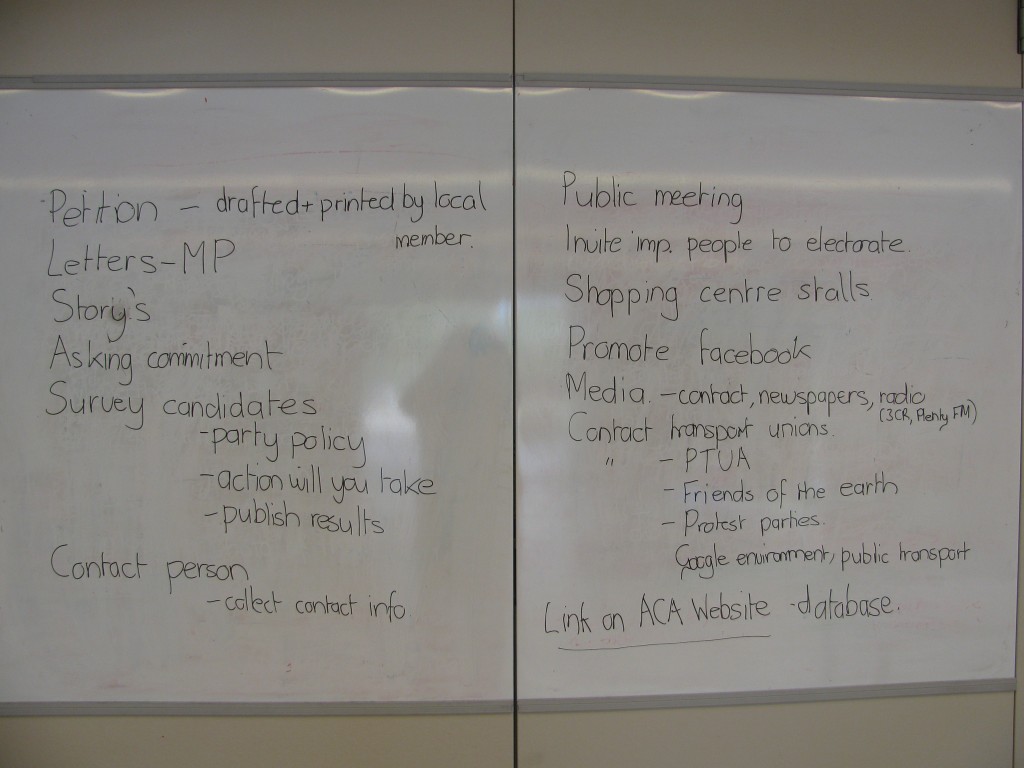 Petition - drafted + printed by local
member.
Letters - MP
Story's
Asking commitment
Survey candidates
- party policy
- action will you take
- publish results
Contact person
- collect contact info
Public meeting
Invite imp. people to electorate.
Shopping centre stalls.
Promote facebook
Media. - contact, newspapers, radio
(3CR, Plenty FM)
Contact transport unions.
" - PTUA
- Friends of the earth
- Protest parties.
Google environment, public transport
Link on ACA Website - database.